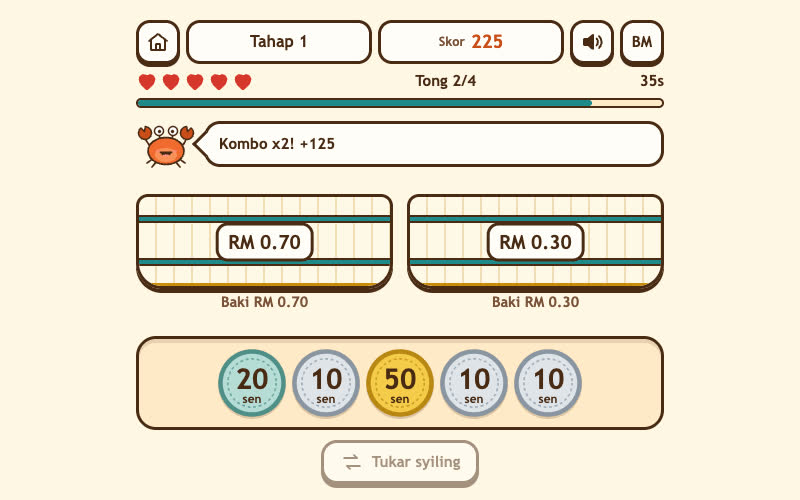 Tahap 1
Skor 225
BM
Tong 2/4
35s
Kombo x2! +125
RM 0.70
RM 0.30
Baki RM 0.70
Baki RM 0.30
20 sen
10 sen
50 sen
10 sen
10 sen
Tukar syiling